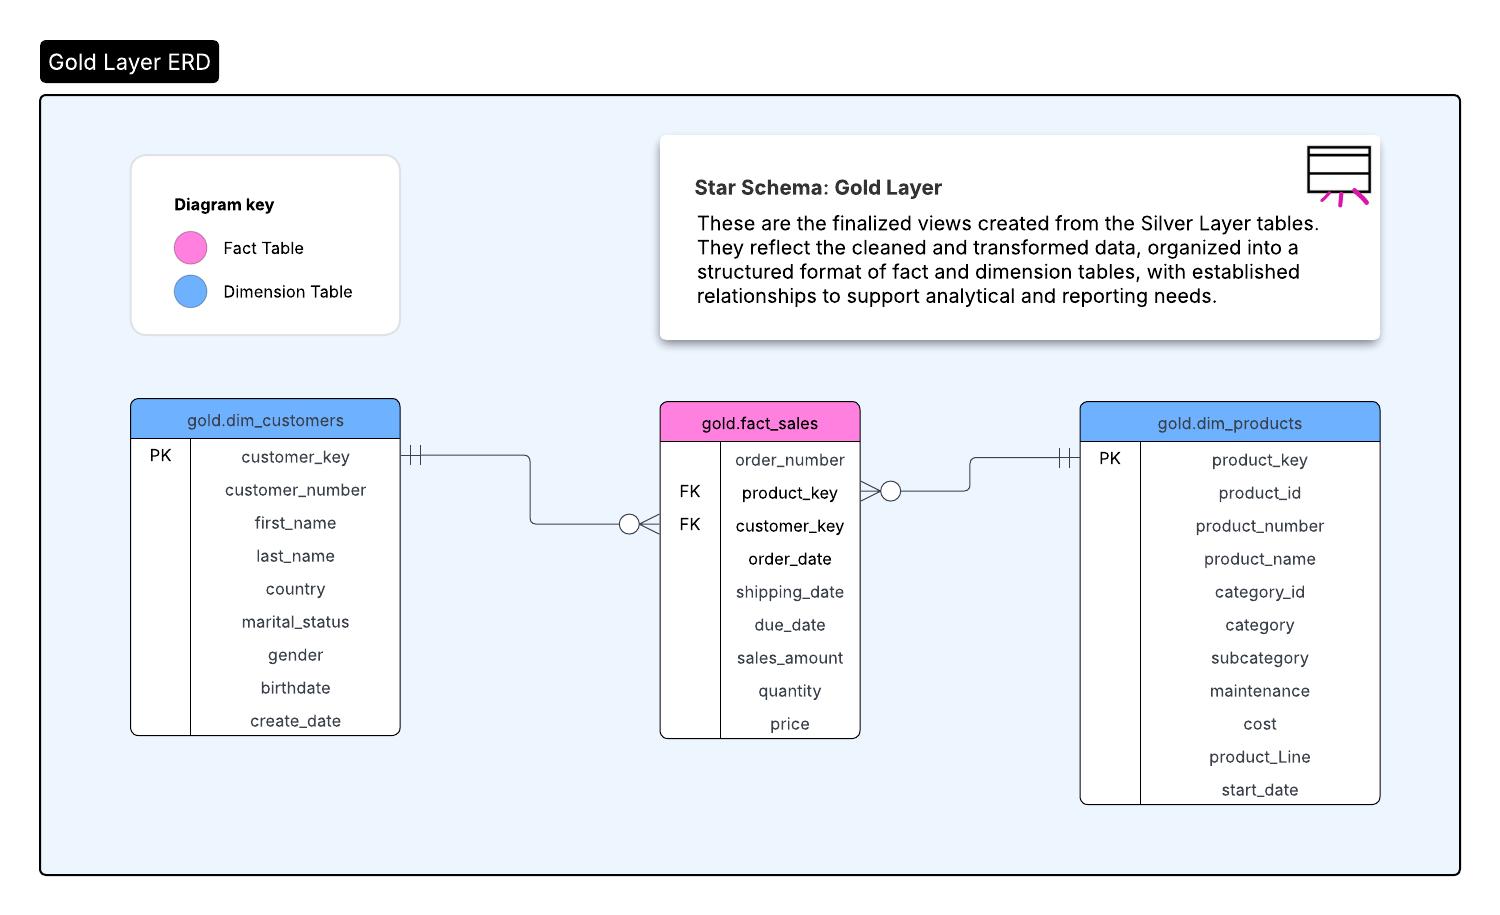 Gold Layer ERD
Diagram key
Fact Table
Dimension Table
Star Schema: Gold Layer
These are the finalized views created from the Silver Layer tables.
They reflect the cleaned and transformed data, organized into a
structured format of fact and dimension tables, with established
relationships to support analytical and reporting needs.
gold.dim_customers
PK customer_key
customer_number
first_name
last_name
country
marital_status
gender
birthdate
create_date
gold.fact_sales
order_number
FK product_key
FK customer_key
order_date
shipping_date
due_date
sales_amount
quantity
price
gold.dim_products
PK product_key
product_id
product_number
product_name
category_id
category
subcategory
maintenance
cost
product_Line
start_date